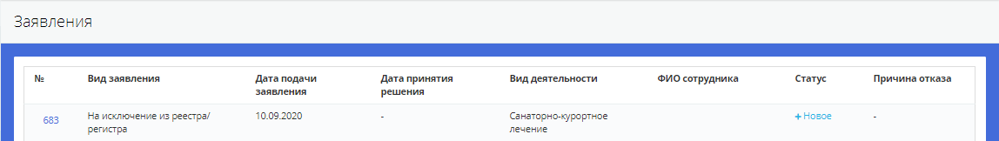 Заявления
№ Вид заявления Дата подачи заявления Дата принятия решения Вид деятельности ФИО сотрудника Статус Причина отказа
683 На исключение из реестра/ регистра 10.09.2020 - Санаторно-курортное лечение + Новое -